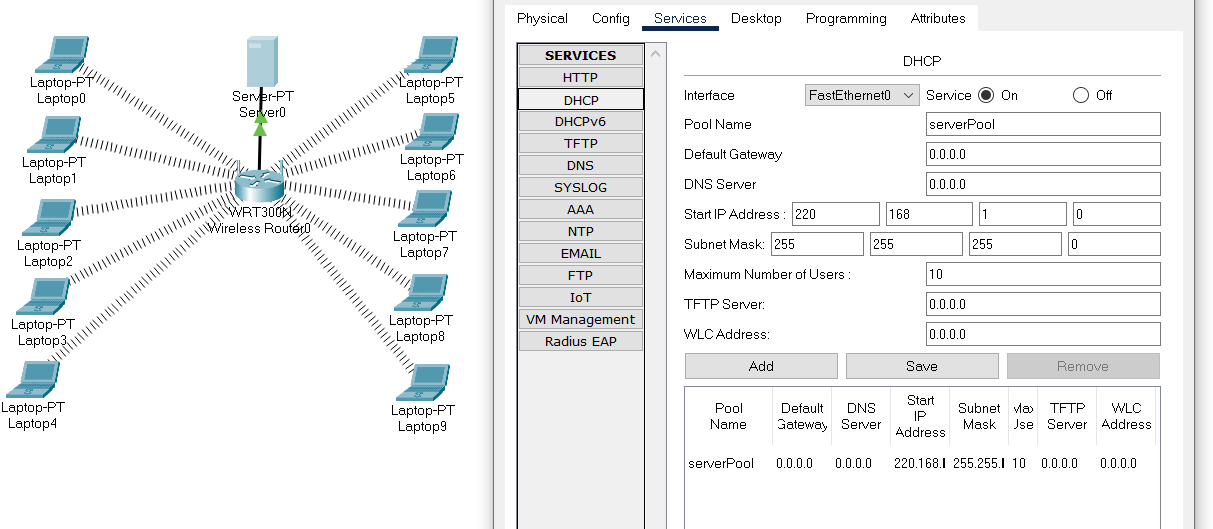 Physical
Config
Services
Desktop
Programming
Attributes
Laptop-PT
Laptop0
Laptop-PT
Laptop1
Laptop-PT
Laptop2
Laptop-PT
Laptop3
Laptop-PT
Laptop4
Server-PT
Server0
WRT300N
Wireless Router0
Laptop-PT
Laptop5
Laptop-PT
Laptop6
Laptop-PT
Laptop7
Laptop-PT
Laptop8
Laptop-PT
Laptop9
SERVICES
HTTP
DHCP
DHCPv6
TFTP
DNS
SYSLOG
AAA
NTP
EMAIL
FTP
IoT
VM Management
Radius EAP
DHCP
Interface FastEthernet0 Service On Off
Pool Name serverPool
Default Gateway 0.0.0.0
DNS Server 0.0.0.0
Start IP Address : 220 168 1 0
Subnet Mask: 255 255 255 0
Maximum Number of Users : 10
TFTP Server: 0.0.0.0
WLC Address: 0.0.0.0
Add Save Remove
Pool Name
Default Gateway
DNS Server
Start IP Address
Subnet Mask
TFTP Server
WLC Address
serverPool 0.0.0.0 0.0.0.0 220.168. 255.255. 10 0.0.0.0 0.0.0.0